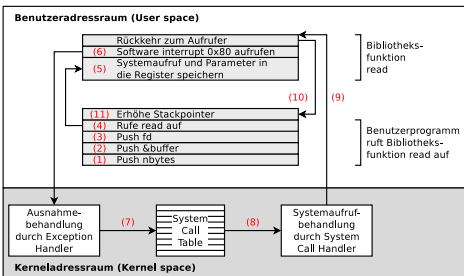 Benutzeradressraum (User space)
Rückkehr zum Aufrufer
(6) Software interrupt 0x80 aufrufen
(5) Systemaufruf und Parameter in
die Register speichern
Bibliotheks-
funktion
read
(10)
(9)
(11) Erhöhe Stackpointer
(4) Rufe read auf
(3) Push fd
(2) Push &buffer
(1) Push nbytes
Benutzerprogramm
ruft Bibliotheks-
funktion read auf
Ausnahme-
behandlung
durch Exception
Handler
(7)
System
Call
Table
(8)
Systemaufruf-
behandlung
durch System
Call Handler
Kerneladressraum (Kernel space)